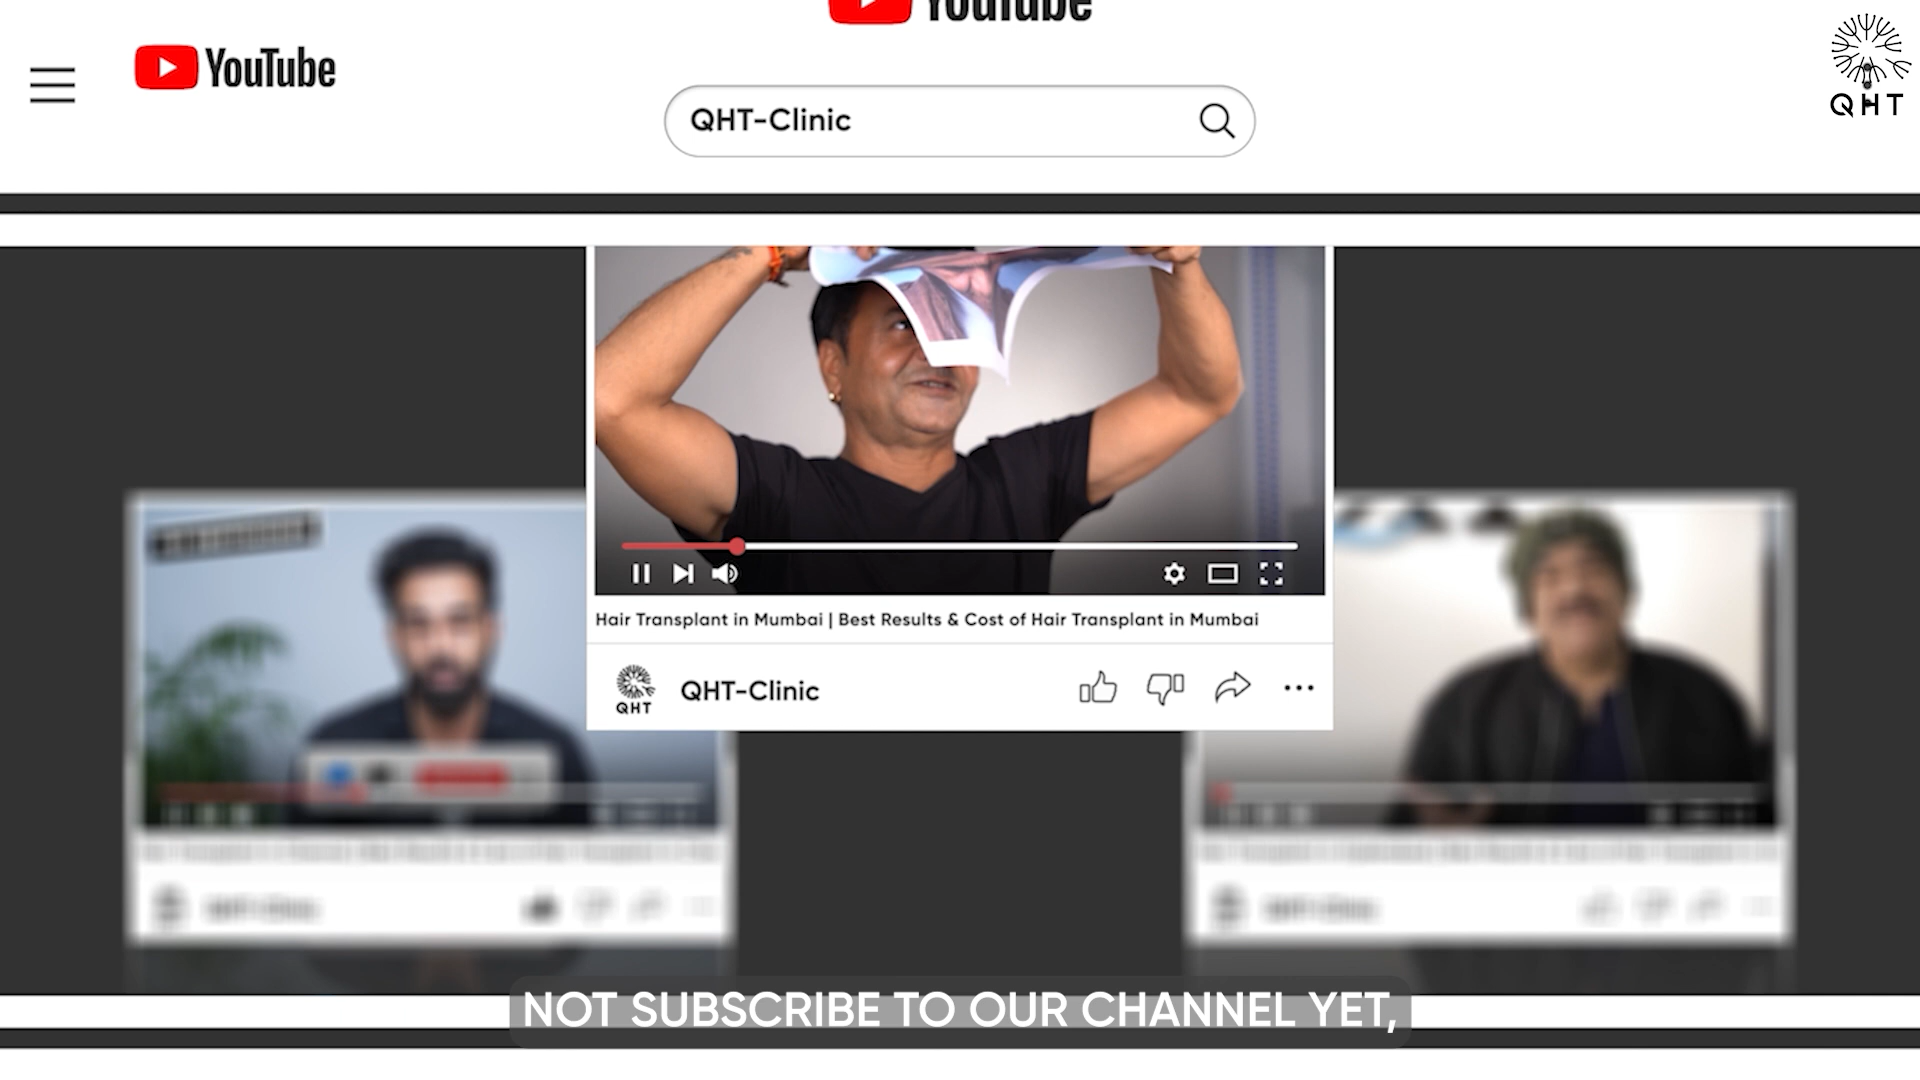 YouTube
YouTube
QHT-Clinic
QHT
Hair Transplant in Mumbai | Best Results & Cost of Hair Transplant in Mumbai
QHT
QHT-Clinic
NOT SUBSCRIBE TO OUR CHANNEL YET,